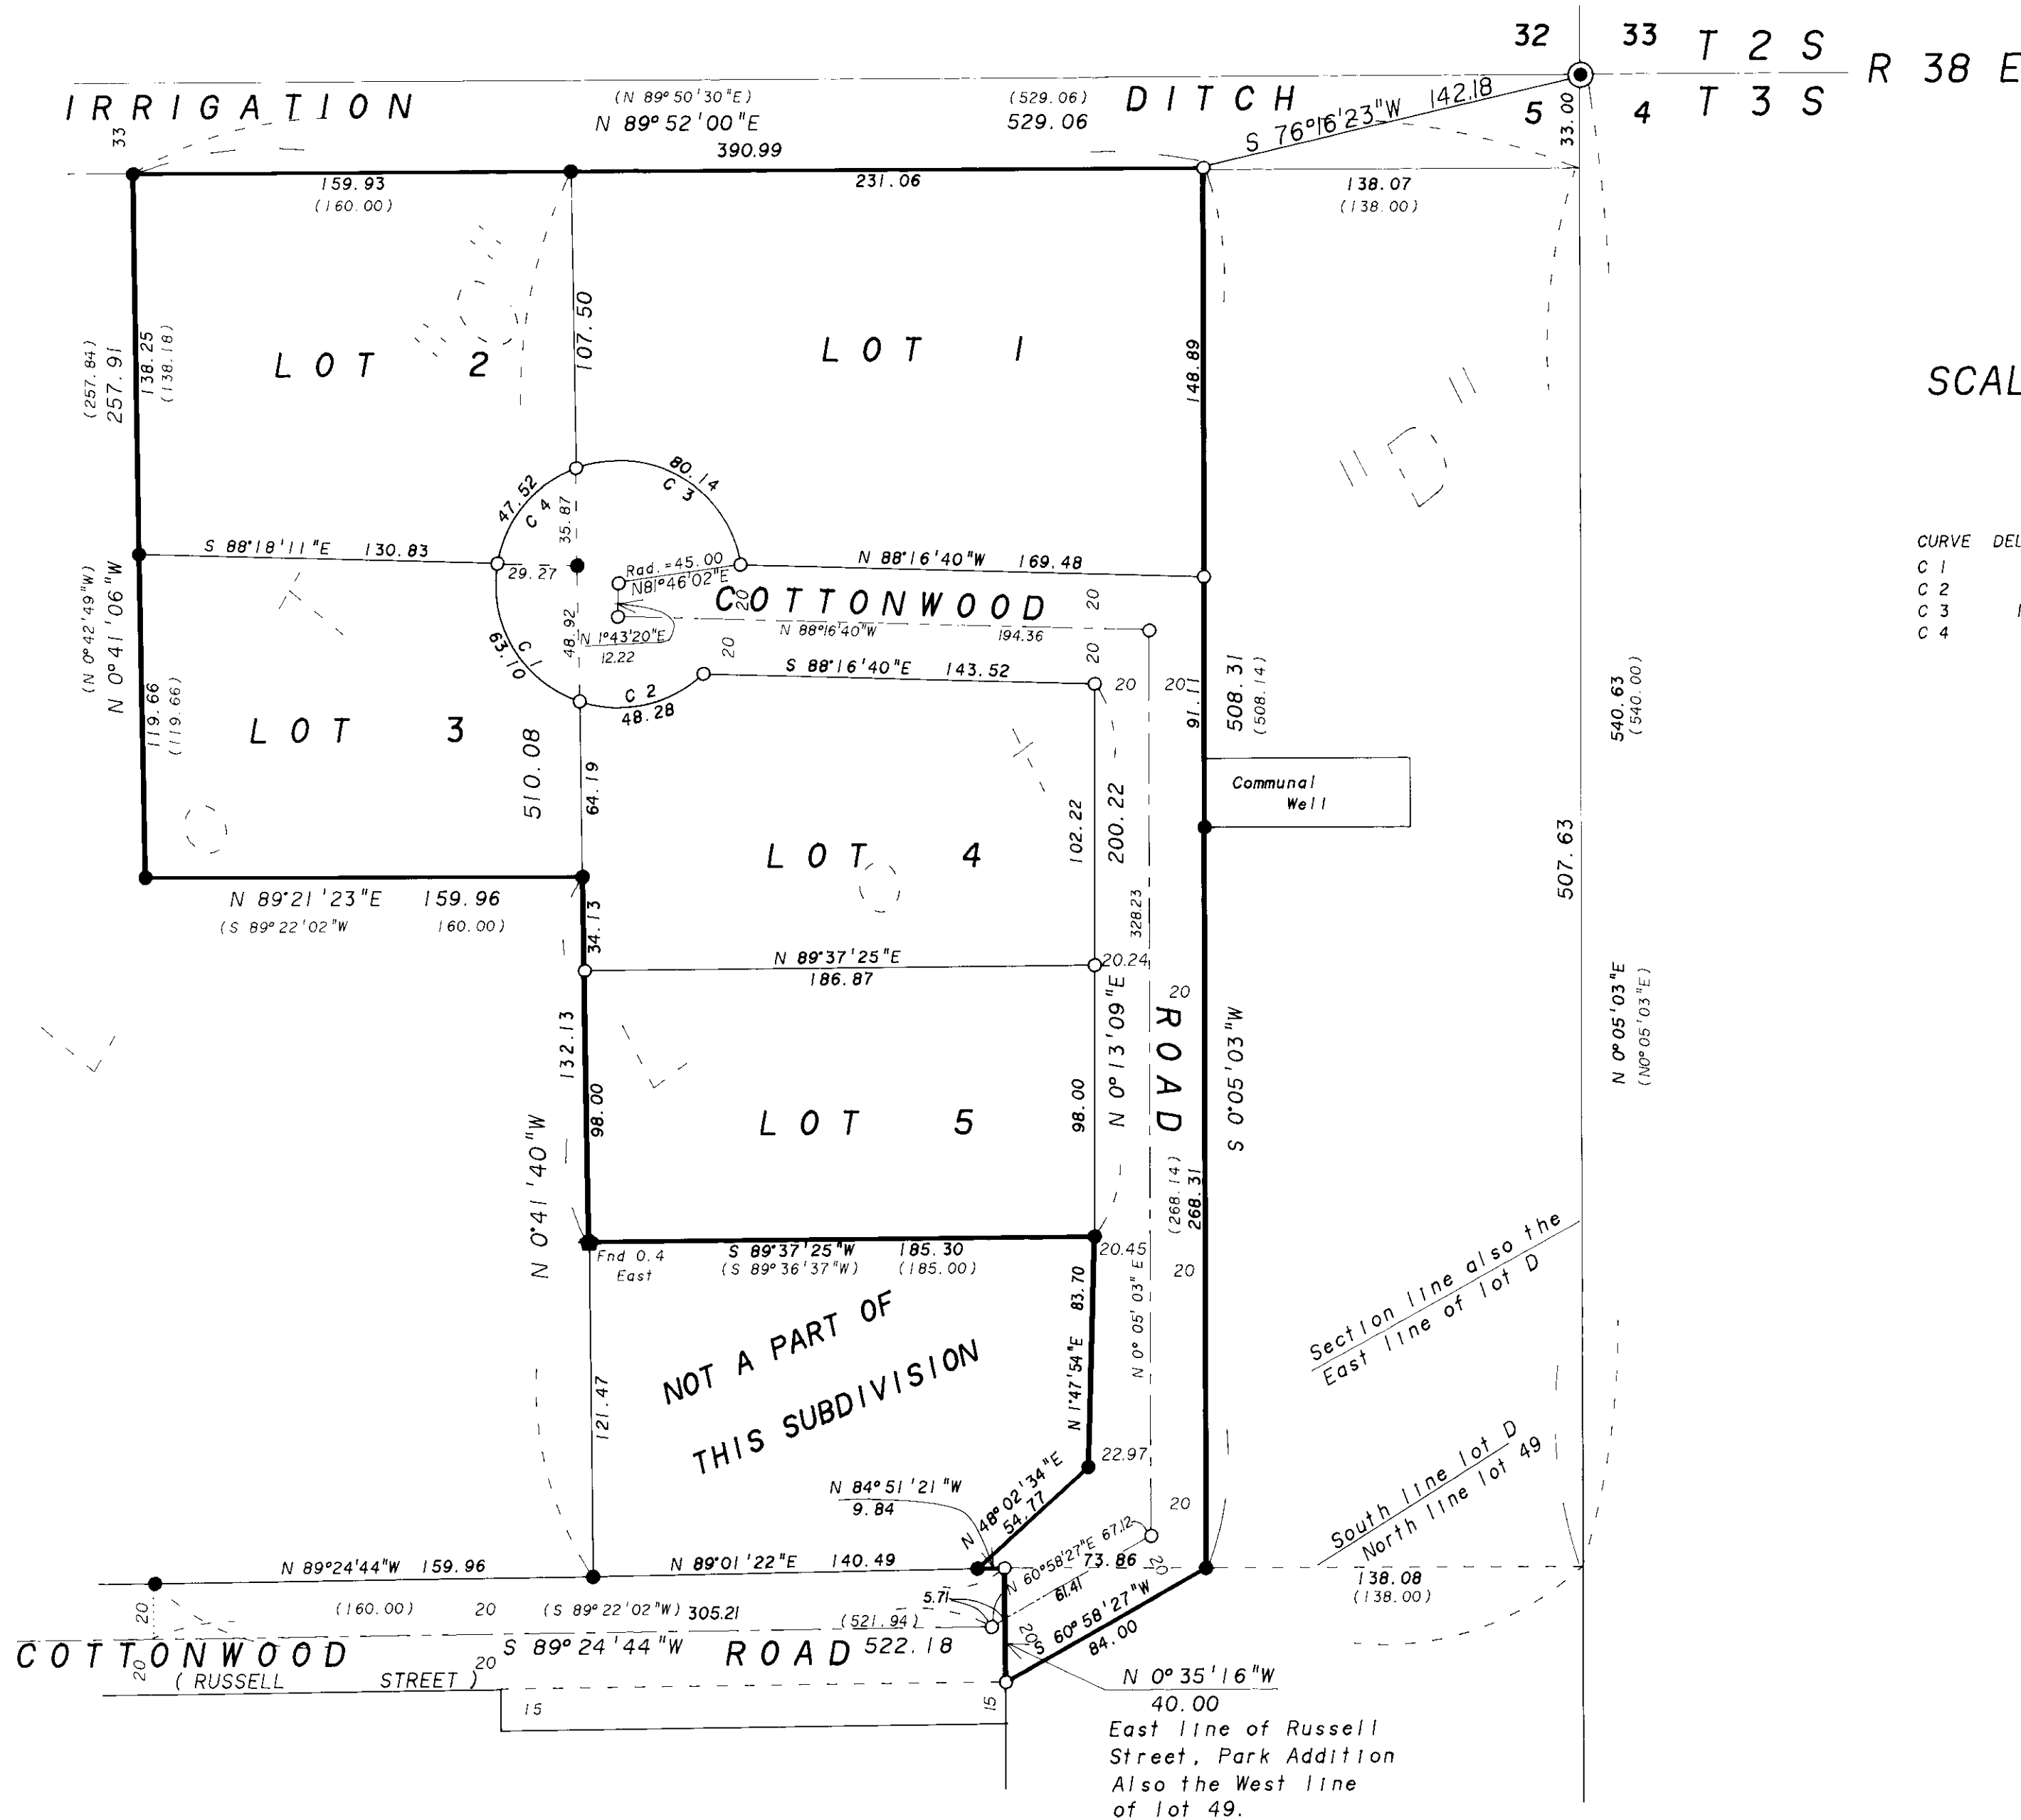 32 33 T 2 S
R 38 E
5 4 T 3 S
IRRIGATION DITCH
(N 89°50'30"E) (529.06)
N 89°52'00"E 529.06
390.99
S 76°16'23"W 142.18
33.00
33
159.93
(160.00)
231.06
138.07
(138.00)
(257.84)
257.91
138.25
(138.18)
107.50
148.89
LOT 2
LOT 1
"C"
"D"
SCAL
80.14
C 3
47.52
C 4
35.87
S 88°18'11"E 130.83
29.27
Rad.=45.00
N81°46'02"E
N 88°16'40"W 169.48
CURVE DEL
C 1
C 2
C 3
C 4
COTTONWOOD
20
20
N 88°16'40"W 194.36
N 1°43'20"E
12.22
48.92
63.10
C 1
20
20
S 88°16'40"E 143.52
C 2
48.28
20
20
91.11
508.31
(508.14)
540.63
(540.00)
(N 0°42'49"W)
N 0°41'06"W
119.66
(119.66)
LOT 3
510.08
64.19
Communal
Well
LOT 4
102.22
200.22
328.23
507.63
N 89°21'23"E 159.96
(S 89°22'02"W 160.00)
34.13
N 89°37'25"E
186.87
20.24
20
132.13
98.00
98.00
N 0°13'09"E
ROAD
S 0°05'03"W
N 0°05'03"E
(N0°05'03"E)
LOT 5
N 0°41'40"W
(268.14)
268.31
Fnd 0.4
East
S 89°37'25"W 185.30
(S 89°36'37"W) (185.00)
20.45
20
N 0°05'03"E
83.70
N 1°47'54"E
NOT A PART OF
THIS SUBDIVISION
Section line also the
East line of lot D
121.47
22.97
20
N 84°51'21"W
9.84
N 48°02'34"E
54.77
South line lot D
North line lot 49
N 89°24'44"W 159.96
N 89°01'22"E 140.49
N 60°58'27"E 67.12
73.86
20
138.08
(138.00)
61.41
5.71
20
(160.00)
20
(S 89°22'02"W) 305.21
(521.94)
S 60°58'27"W
84.00
20
COTTONWOOD ROAD
S 89°24'44"W 522.18
20
20
(RUSSELL STREET)
15
15
N 0°35'16"W
40.00
East line of Russell
Street, Park Addition
Also the West line
of lot 49.